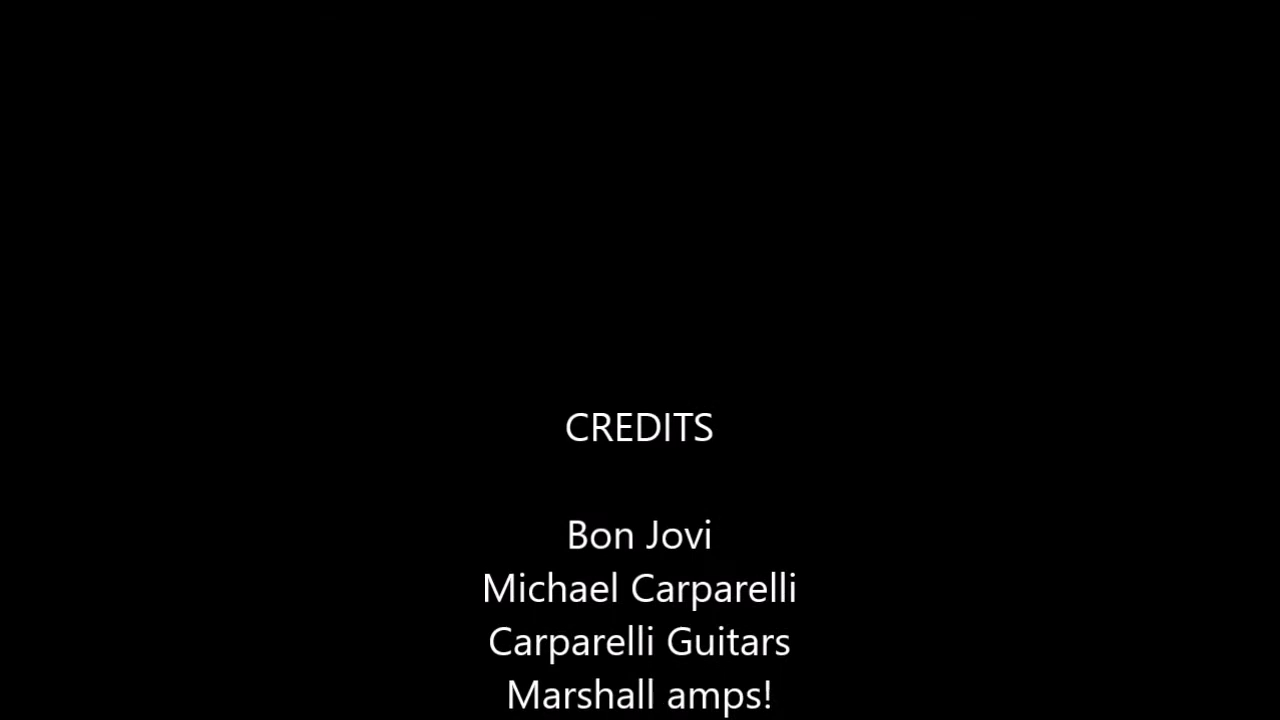 CREDITS
Bon Jovi
Michael Carparelli
Carparelli Guitars
Marshall amps!